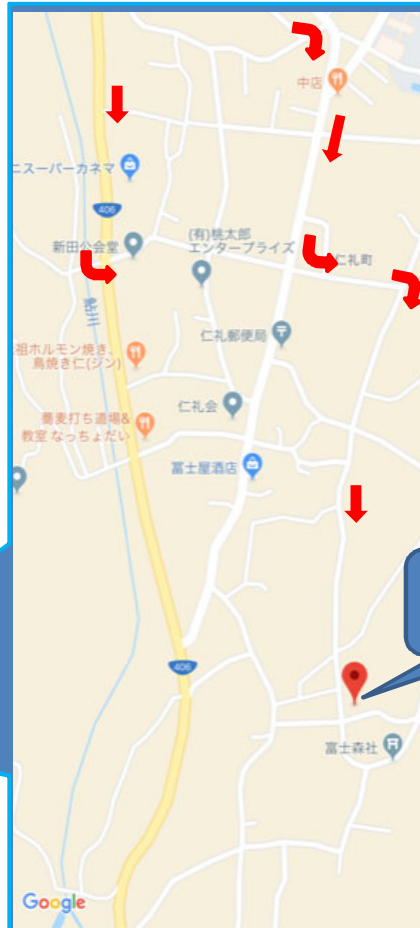 中店
ニスーパーカネマ
406
(有)桃太郎
エンタープライズ
新田公会堂
仁礼町
鮎川
仁礼郵便局
祖ホルモン焼き、
鳥焼き仁(ジン)
仁礼会
蕎麦打ち道場&
教室 なっちょだい
富士屋酒店
406
富士森社
Google